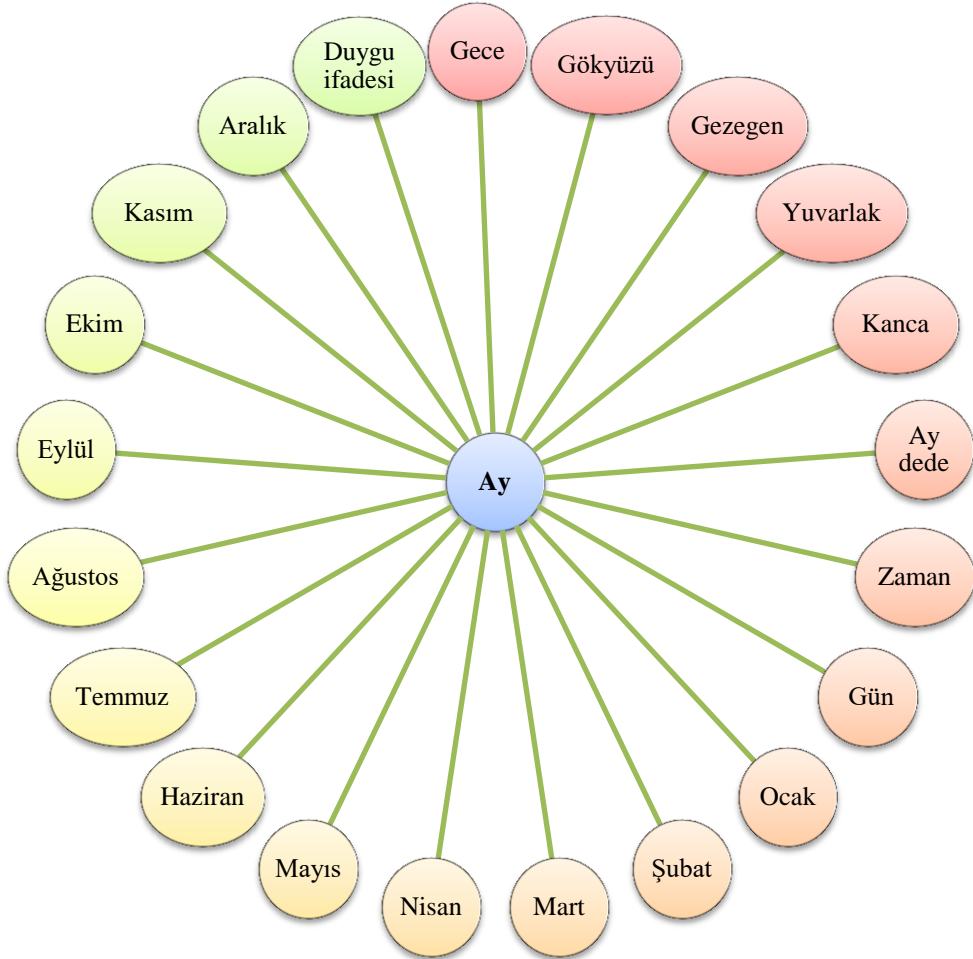 Gece
Gökyüzü
Gezegen
Yuvarlak
Kanca
Ay
dede
Zaman
Gün
Ocak
Şubat
Mart
Nisan
Mayıs
Haziran
Temmuz
Ağustos
Eylül
Ekim
Kasım
Aralık
Duygu
ifadesi
Ay